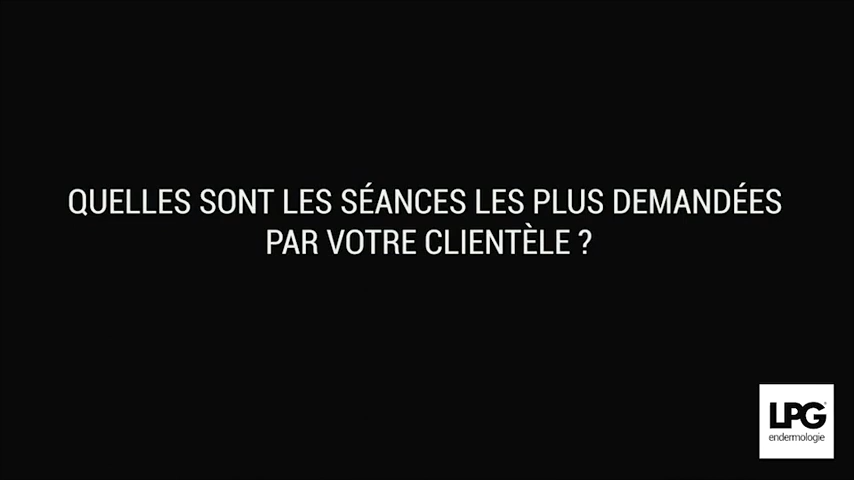 QUELLES SONT LES SÉANCES LES PLUS DEMANDÉES
PAR VOTRE CLIENTÈLE ?
LPG
endermologie